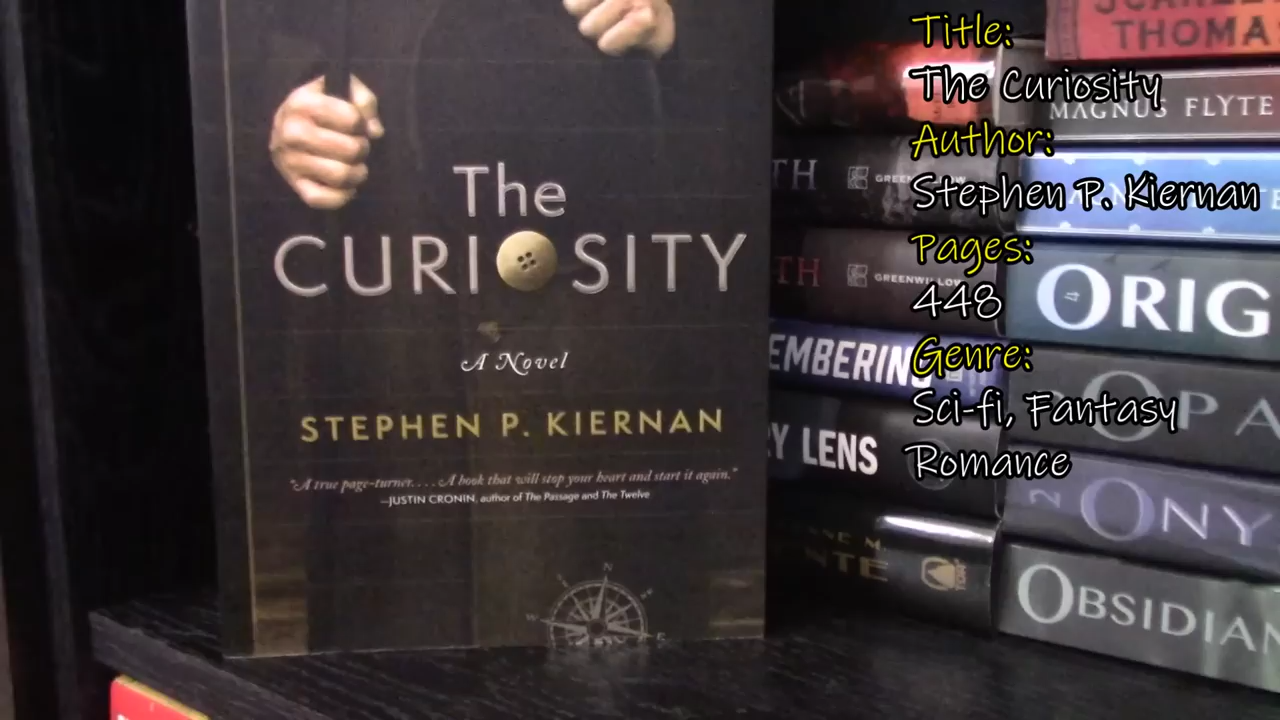 The
CURIOSITY
A Novel
STEPHEN P. KIERNAN
"A true page-turner. . . . A book that will stop your heart and start it again."
—JUSTIN CRONIN, author of The Passage and The Twelve
N
W
E
TH
GREENWILLOW
TH
GREENWILLOW
EMBERING
RY LENS
NE M.
NTE
THOMA
MAGNUS FLYTE
ORIG
OPA
ONY
OBSIDIAN
Title:
The Curiosity
Author:
Stephen P. Kiernan
Pages:
448
Genre:
Sci-fi, Fantasy
Romance